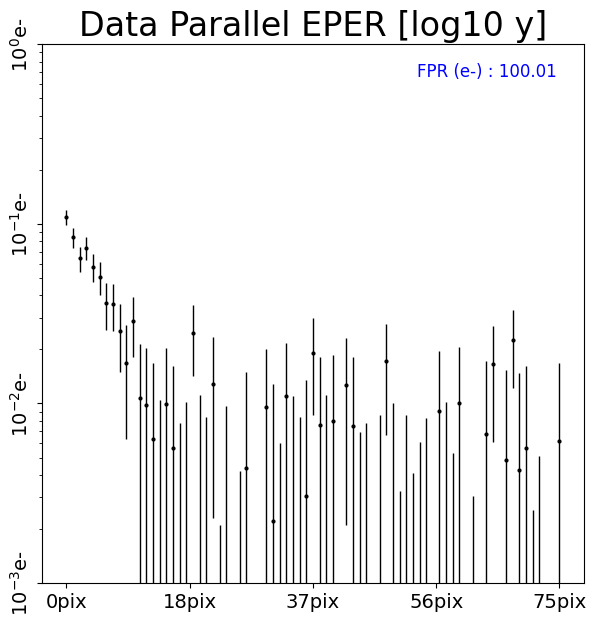 Data Parallel EPER [log10 y]
FPR (e-) : 100.01
10⁰e-
10⁻¹e-
10⁻²e-
10⁻³e-
0pix 18pix 37pix 56pix 75pix